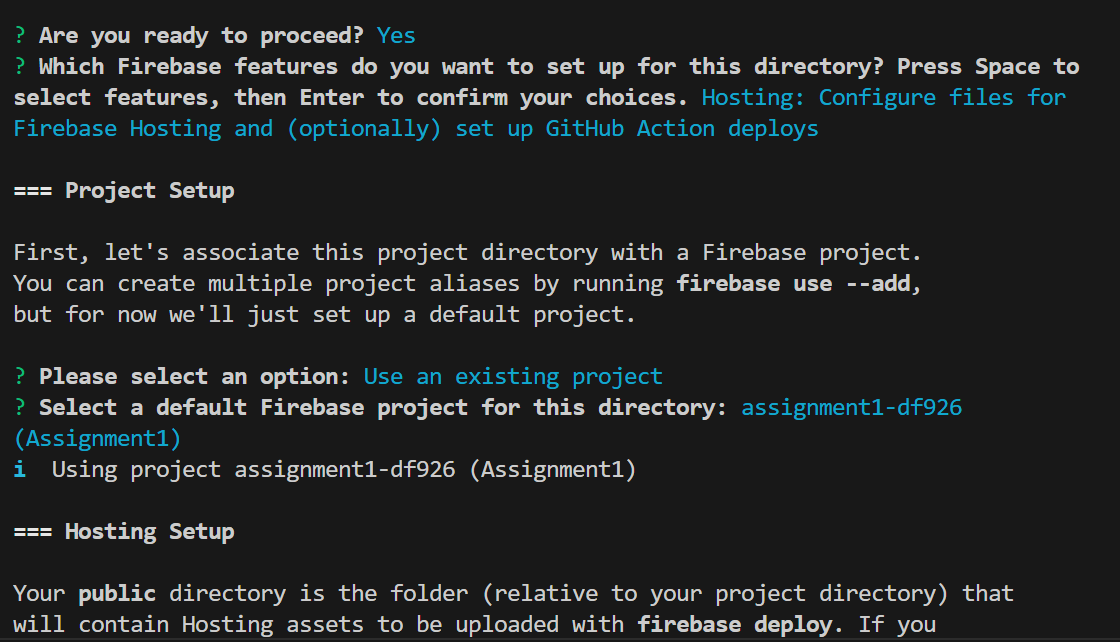 ? Are you ready to proceed? Yes
? Which Firebase features do you want to set up for this directory? Press Space to
select features, then Enter to confirm your choices. Hosting: Configure files for
Firebase Hosting and (optionally) set up GitHub Action deploys
=== Project Setup
First, let's associate this project directory with a Firebase project.
You can create multiple project aliases by running firebase use --add,
but for now we'll just set up a default project.
? Please select an option: Use an existing project
? Select a default Firebase project for this directory: assignment1-df926
(Assignment1)
i  Using project assignment1-df926 (Assignment1)
=== Hosting Setup
Your public directory is the folder (relative to your project directory) that
will contain Hosting assets to be uploaded with firebase deploy. If you